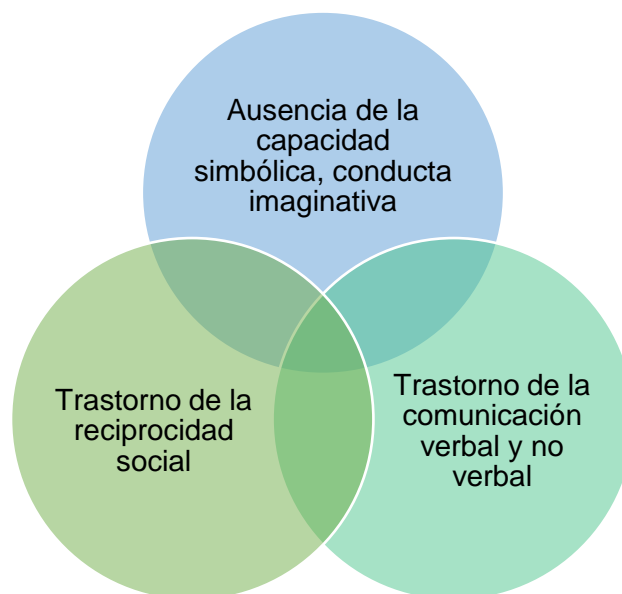 Ausencia de la
capacidad
simbólica, conducta
imaginativa
Trastorno de la
reciprocidad
social
Trastorno de la
comunicación
verbal y no
verbal